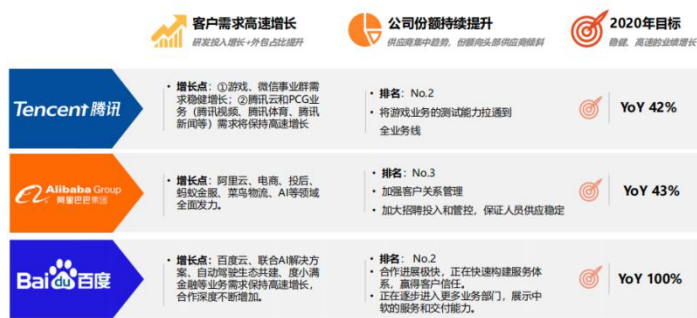 客户需求高速增长
研发投入增长+外包占比提升
公司份额持续提升
供应商集中趋势，份额向头部供应商倾斜
2020年目标
稳健、高速的业绩增长
Tencent 腾讯
• 增长点：①游戏、微信事业群需
求稳健增长；②腾讯云和PCG业
务（腾讯视频、腾讯体育、腾讯
新闻等）需求将保持高速增长
• 排名：No.2
• 将游戏业务的测试能力拉通到
全业务线
YoY 42%
Alibaba Group
阿里巴巴集团
• 增长点：阿里云、电商、投后、
蚂蚁金服、菜鸟物流、AI等领域
全面发力。
• 排名：No.3
• 加强客户关系管理
• 加大招聘投入和管控，保证人员供应稳定
YoY 43%
Bai du 百度
• 增长点：百度云、联合AI解决方
案、自动驾驶生态共建、度小满
金融等业务需求保持高速增长，
合作深度不断增加。
• 排名：No.2
• 合作进展极快，正在快速构建服务体
系，赢得客户信任。
• 正在逐步进入更多业务部门，展示中
软的服务和交付能力。
YoY 100%